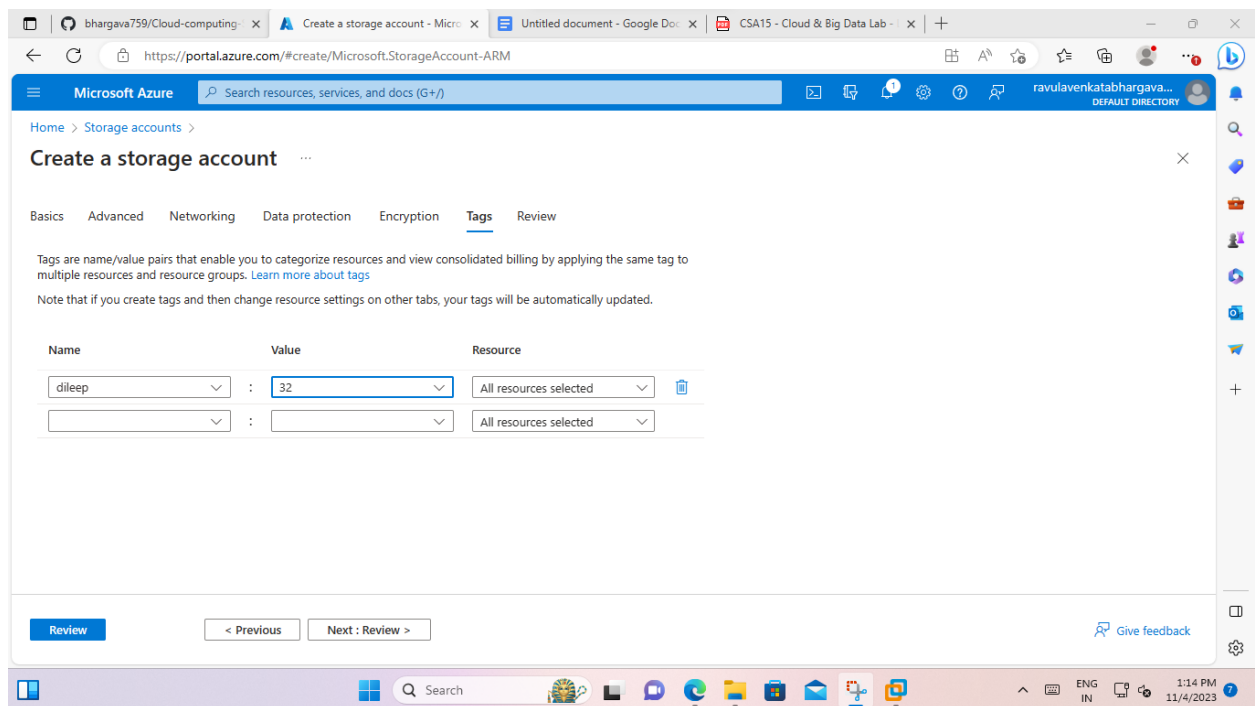 bhargava759/Cloud-computing-
Create a storage account - Micro
Untitled document - Google Doc
CSA15 - Cloud & Big Data Lab -
https://portal.azure.com/#create/Microsoft.StorageAccount-ARM
Microsoft Azure
Search resources, services, and docs (G+/)
1
ravulavenkatabhargava...
DEFAULT DIRECTORY
Home > Storage accounts >
Create a storage account ...
Basics Advanced Networking Data protection Encryption Tags Review
Tags are name/value pairs that enable you to categorize resources and view consolidated billing by applying the same tag to
multiple resources and resource groups. Learn more about tags
Note that if you create tags and then change resource settings on other tabs, your tags will be automatically updated.
Name Value Resource
dileep : 32 All resources selected
: All resources selected
Review < Previous Next : Review > Give feedback
Search
ENG
IN
1:14 PM
11/4/2023
7